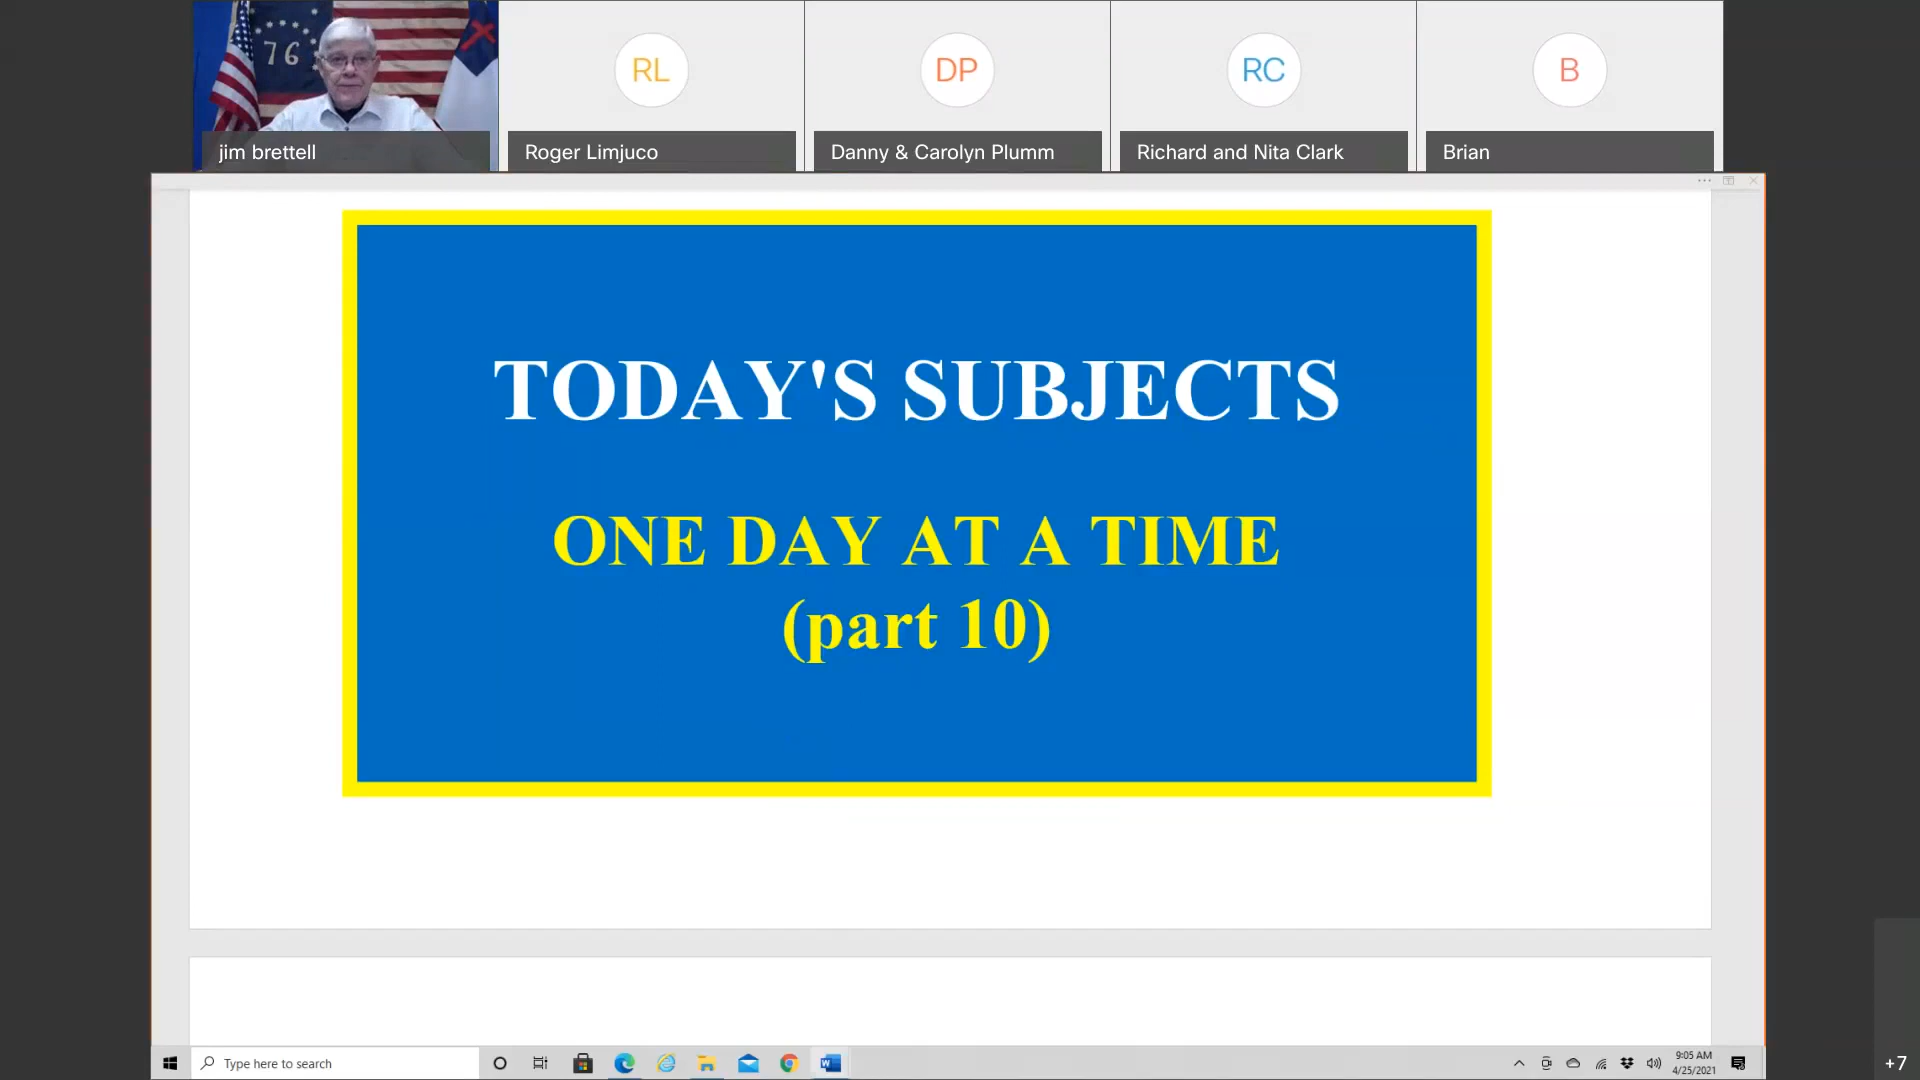 76
RL
DP
RC
B
jim brettell
Roger Limjuco
Danny & Carolyn Plumm
Richard and Nita Clark
Brian
TODAY'S SUBJECTS
ONE DAY AT A TIME
(part 10)
Type here to search
9:05 AM
4/25/2021
+7